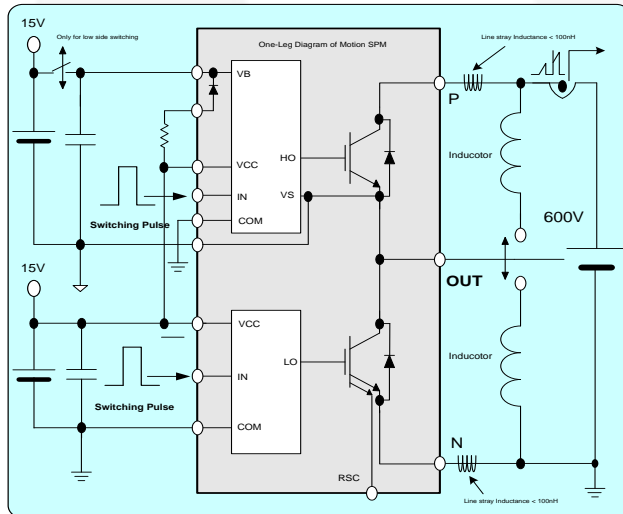 15V
Only for low side switching
One-Leg Diagram of Motion SPM
Line stray Inductance < 100nH
P
VB
VCC
HO
IN
VS
COM
Switching Pulse
Inducotor
600V
OUT
15V
VCC
LO
IN
COM
Switching Pulse
Inducotor
N
RSC
Line stray Inductance < 100nH